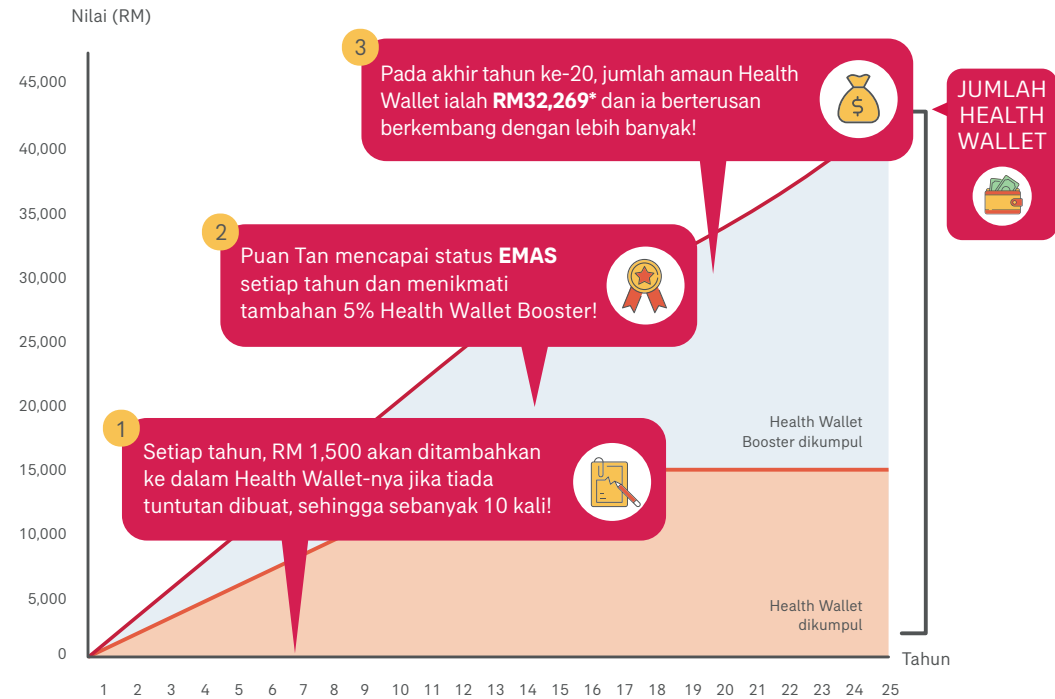 Nilai (RM)
45,000
40,000
35,000
30,000
25,000
20,000
15,000
10,000
5,000
0
3
Pada akhir tahun ke-20, jumlah amaun Health
Wallet ialah RM32,269* dan ia berterusan
berkembang dengan lebih banyak!
$
JUMLAH
HEALTH
WALLET
2
Puan Tan mencapai status EMAS
setiap tahun dan menikmati
tambahan 5% Health Wallet Booster!
1
Setiap tahun, RM 1,500 akan ditambahkan
ke dalam Health Wallet-nya jika tiada
tuntutan dibuat, sehingga sebanyak 10 kali!
Health Wallet
Booster dikumpul
Health Wallet
dikumpul
Tahun
1 2 3 4 5 6 7 8 9 10 11 12 13 14 15 16 17 18 19 20 21 22 23 24 25